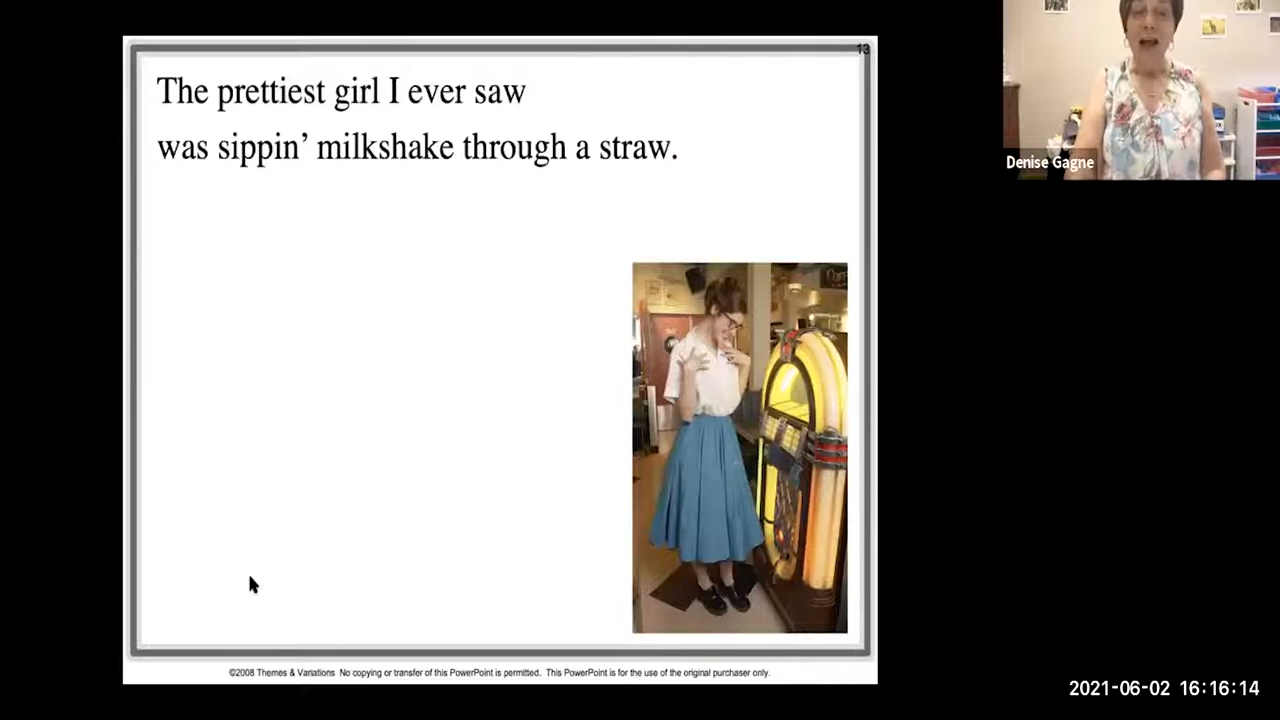 13
The prettiest girl I ever saw
was sippin’ milkshake through a straw.
©2008 Themes & Variations No copying or transfer of this PowerPoint is permitted. This PowerPoint is for the use of the original purchaser only.
Denise Gagne
2021-06-02 16:16:14